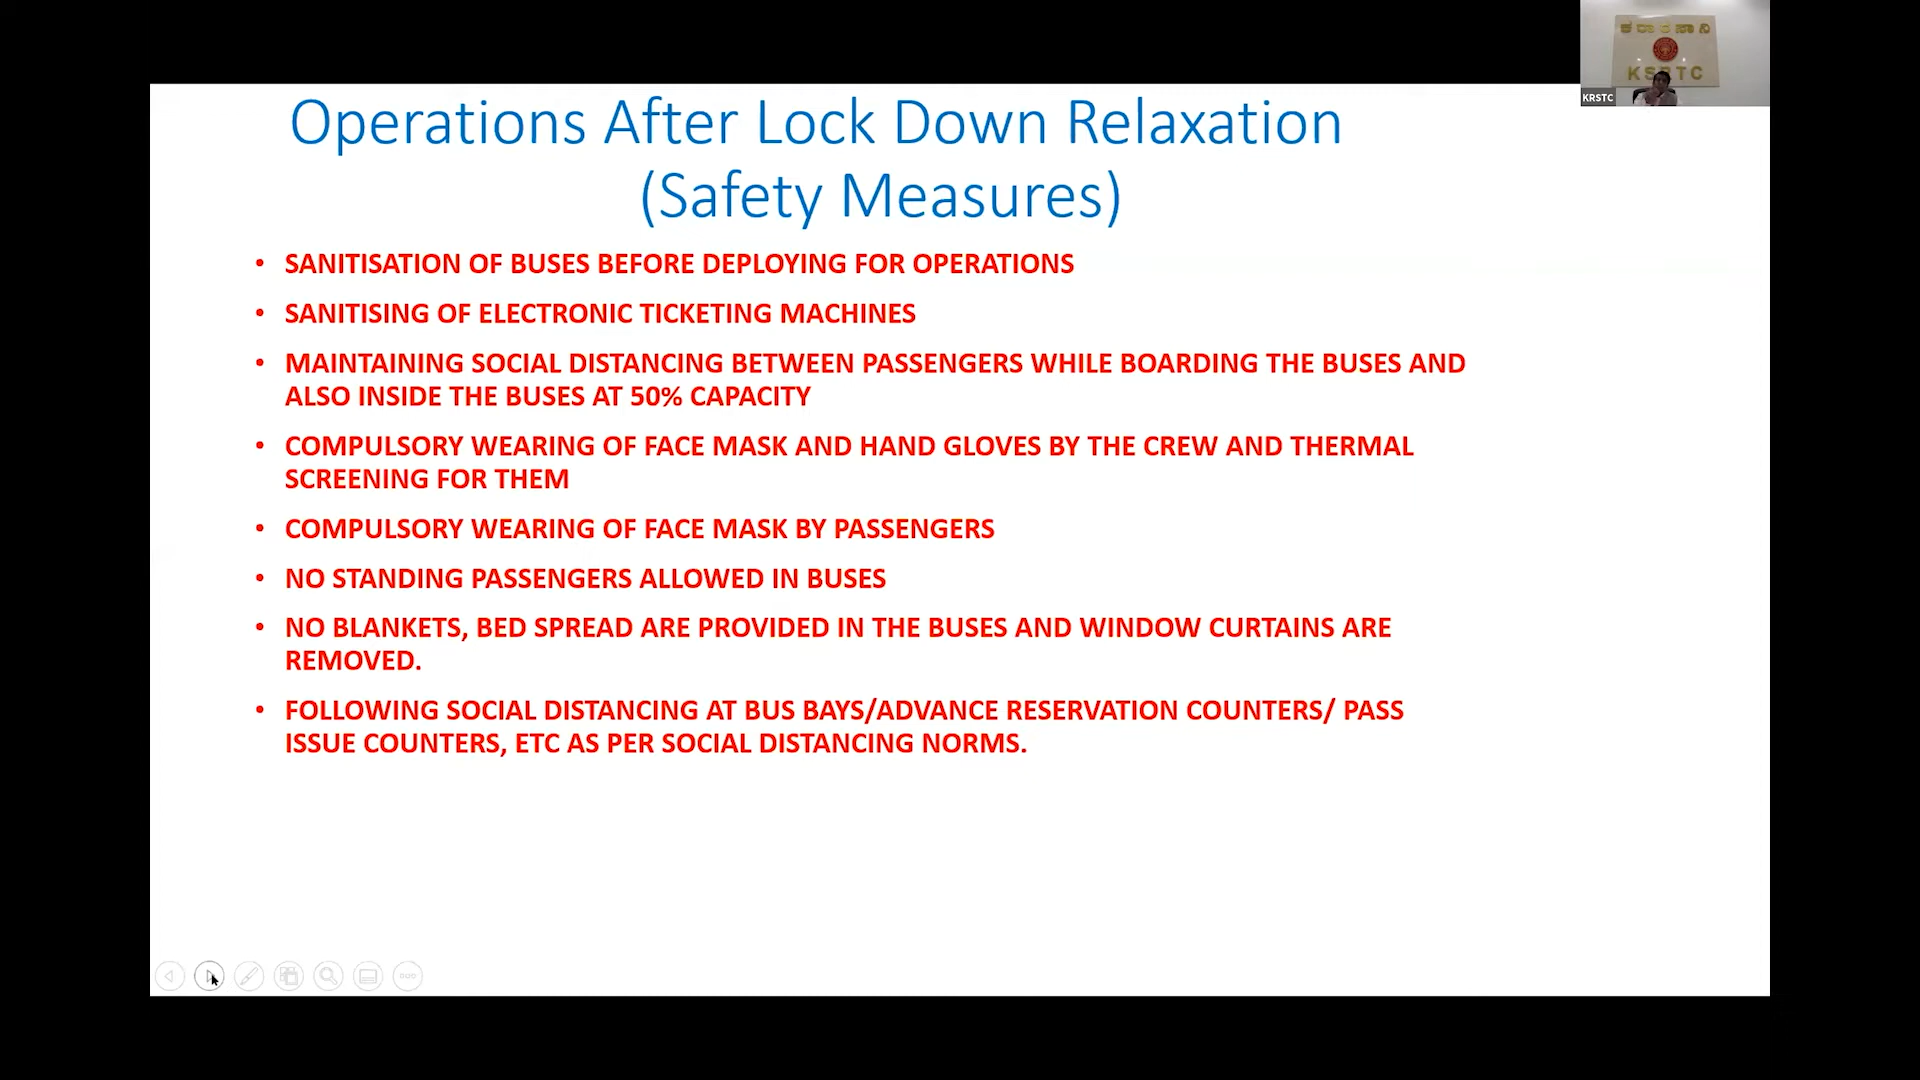 ಕರಾರಸಾನಿ
KSRTC
KRSTC
Operations After Lock Down Relaxation
(Safety Measures)
• SANITISATION OF BUSES BEFORE DEPLOYING FOR OPERATIONS
• SANITISING OF ELECTRONIC TICKETING MACHINES
• MAINTAINING SOCIAL DISTANCING BETWEEN PASSENGERS WHILE BOARDING THE BUSES AND
ALSO INSIDE THE BUSES AT 50% CAPACITY
• COMPULSORY WEARING OF FACE MASK AND HAND GLOVES BY THE CREW AND THERMAL
SCREENING FOR THEM
• COMPULSORY WEARING OF FACE MASK BY PASSENGERS
• NO STANDING PASSENGERS ALLOWED IN BUSES
• NO BLANKETS, BED SPREAD ARE PROVIDED IN THE BUSES AND WINDOW CURTAINS ARE
REMOVED.
• FOLLOWING SOCIAL DISTANCING AT BUS BAYS/ADVANCE RESERVATION COUNTERS/ PASS
ISSUE COUNTERS, ETC AS PER SOCIAL DISTANCING NORMS.